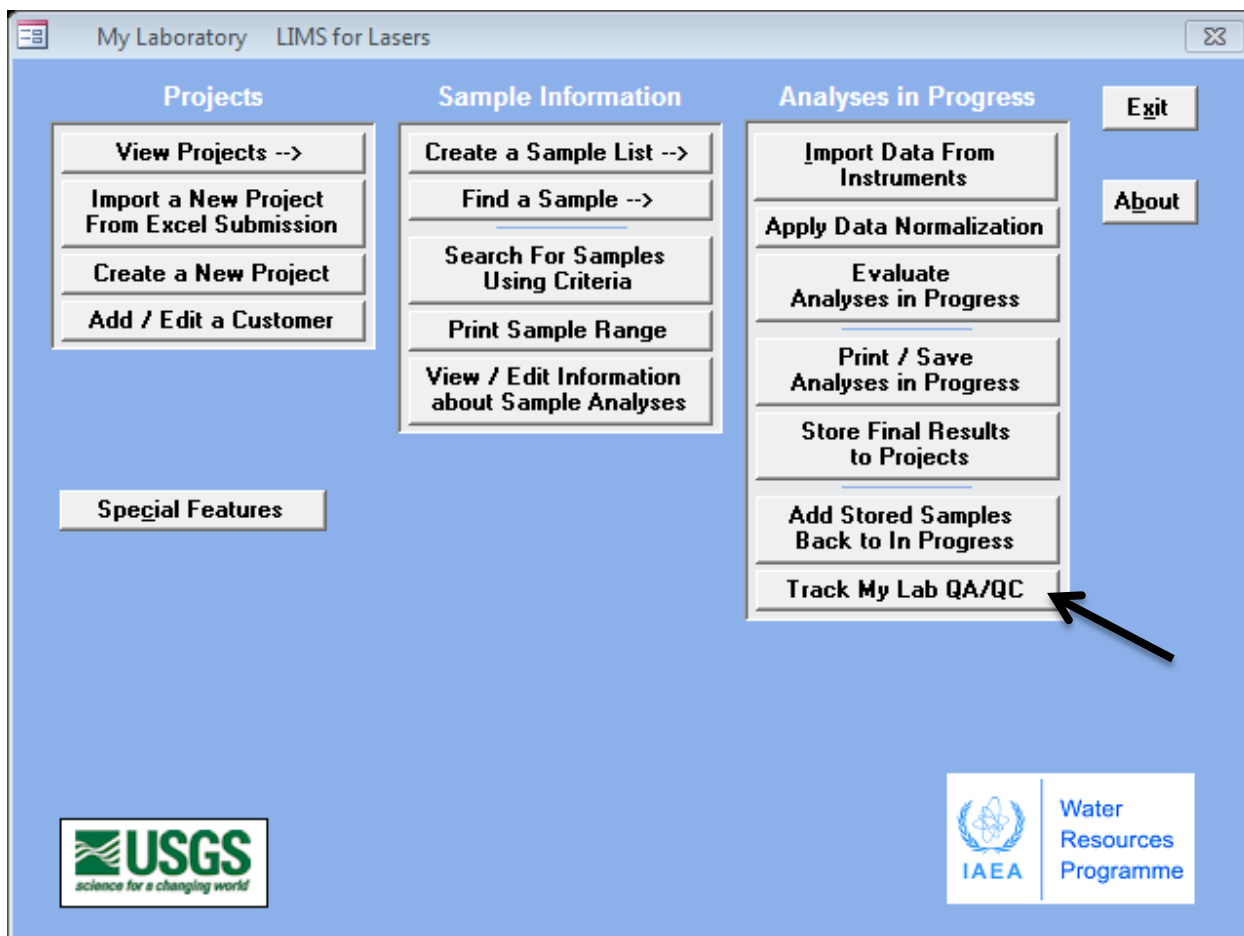 My Laboratory LIMS for Lasers
Projects
View Projects -->
Import a New Project
From Excel Submission
Create a New Project
Add / Edit a Customer
Special Features
Sample Information
Create a Sample List -->
Find a Sample -->
Search For Samples
Using Criteria
Print Sample Range
View / Edit Information
about Sample Analyses
Analyses in Progress
Import Data From
Instruments
Apply Data Normalization
Evaluate
Analyses in Progress
Print / Save
Analyses in Progress
Store Final Results
to Projects
Add Stored Samples
Back to In Progress
Track My Lab QA/QC
Exit
About
USGS
science for a changing world
IAEA
Water
Resources
Programme